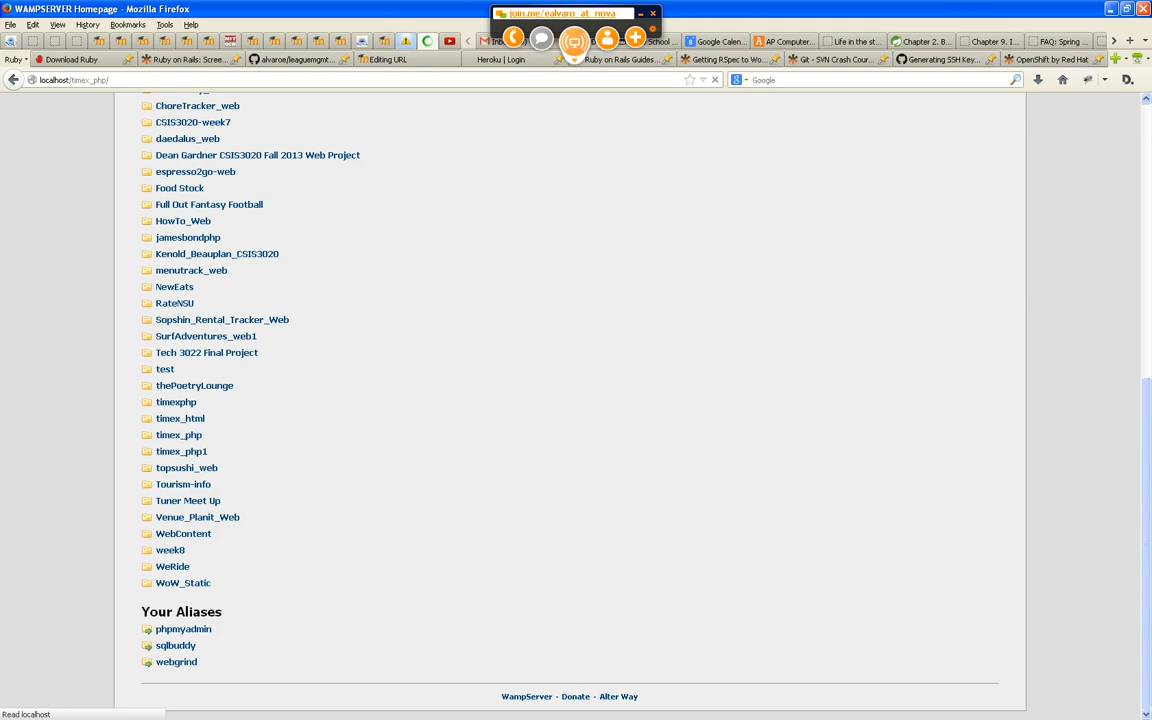 WAMPSERVER Homepage - Mozilla Firefox
join.me/ealvaro_at_nova
File Edit View History Bookmarks Tools Help
Inb School Google Calen... AP Computer... Life in the st Chapter 2. B... Chapter 9. I... FAQ: Spring
Ruby Download Ruby Ruby on Rails: Scree... alvaroe/leaguemgmt... Editing URL Heroku | Login Ruby on Rails Guides... Getting RSpec to Wo... Git - SVN Crash Cour... Generating SSH Key... OpenShift by Red Hat
localhost/timex_php/ Google
ChoreTracker_web
CSIS3020-week7
daedalus_web
Dean Gardner CSIS3020 Fall 2013 Web Project
espresso2go-web
Food Stock
Full Out Fantasy Football
HowTo_Web
jamesbondphp
Kenold_Beauplan_CSIS3020
menutrack_web
NewEats
RateNSU
Sopshin_Rental_Tracker_Web
SurfAdventures_web1
Tech 3022 Final Project
test
thePoetryLounge
timexphp
timex_html
timex_php
timex_php1
topsushi_web
Tourism-info
Tuner Meet Up
Venue_Planit_Web
WebContent
week8
WeRide
WoW_Static
Your Aliases
phpmyadmin
sqlbuddy
webgrind
WampServer - Donate - Alter Way
Read localhost